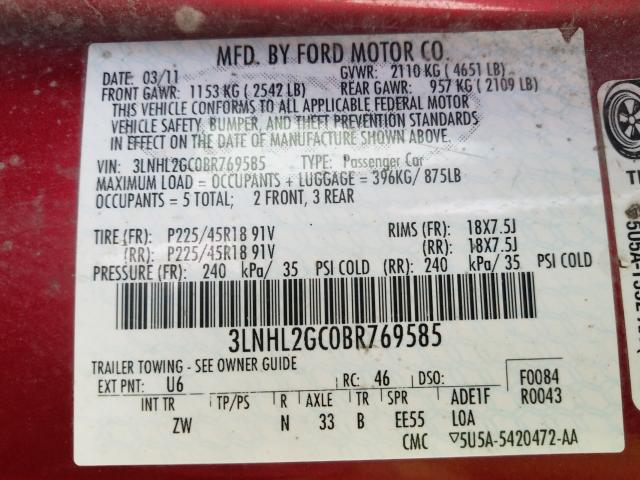 MFD. BY FORD MOTOR CO.
DATE: 03/11 GVWR: 2110 KG ( 4651 LB)
FRONT GAWR: 1153 KG ( 2542 LB) REAR GAWR: 957 KG ( 2109 LB)
THIS VEHICLE CONFORMS TO ALL APPLICABLE FEDERAL MOTOR
VEHICLE SAFETY, BUMPER, AND THEFT PREVENTION STANDARDS
IN EFFECT ON THE DATE OF MANUFACTURE SHOWN ABOVE.
VIN: 3LNHL2GC0BR769585 TYPE: Passenger Car
MAXIMUM LOAD = OCCUPANTS + LUGGAGE = 396KG/ 875LB
OCCUPANTS = 5 TOTAL; 2 FRONT, 3 REAR
TIRE (FR): P225/45R18 91V RIMS (FR): 18X7.5J
(RR): P225/45R18 91V (RR): 18X7.5J
PRESSURE (FR): 240 kPa/ 35 PSI COLD (RR): 240 kPa/ 35 PSI COLD
3LNHL2GC0BR769585
TRAILER TOWING - SEE OWNER GUIDE
EXT PNT: U6 RC: 46 DSO: F0084
INT TR TP/PS R AXLE TR SPR ADE1F R0043
ZW N 33 B EE55 LOA
CMC ▽5U5A-5420472-AA